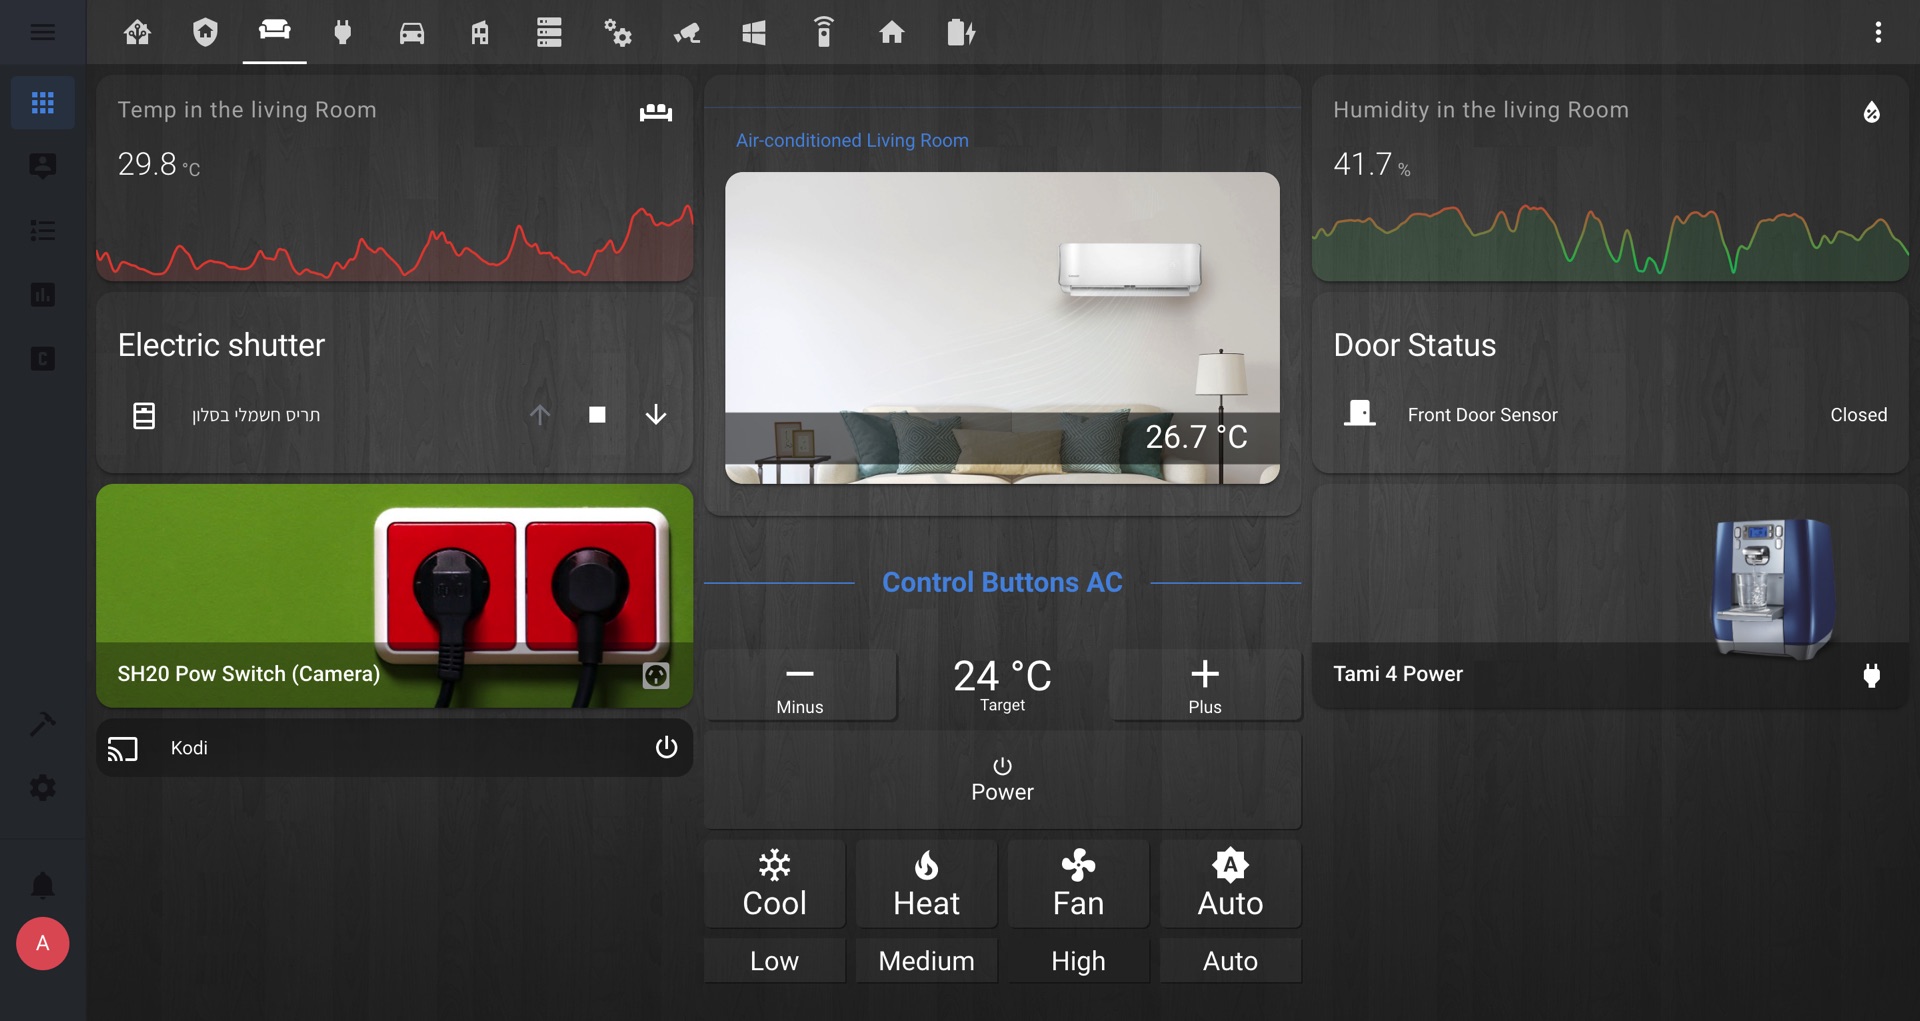 Temp in the living Room
29.8 °C
Electric shutter
תריס חשמלי בסלון
SH20 Pow Switch (Camera)
Kodi
Air-conditioned Living Room
26.7 °C
Control Buttons AC
Minus
24 °C
Target
Plus
Power
Cool
Heat
Fan
A
Auto
Low
Medium
High
Auto
Humidity in the living Room
41.7 %
Door Status
Front Door Sensor
Closed
Tami 4 Power
C
A